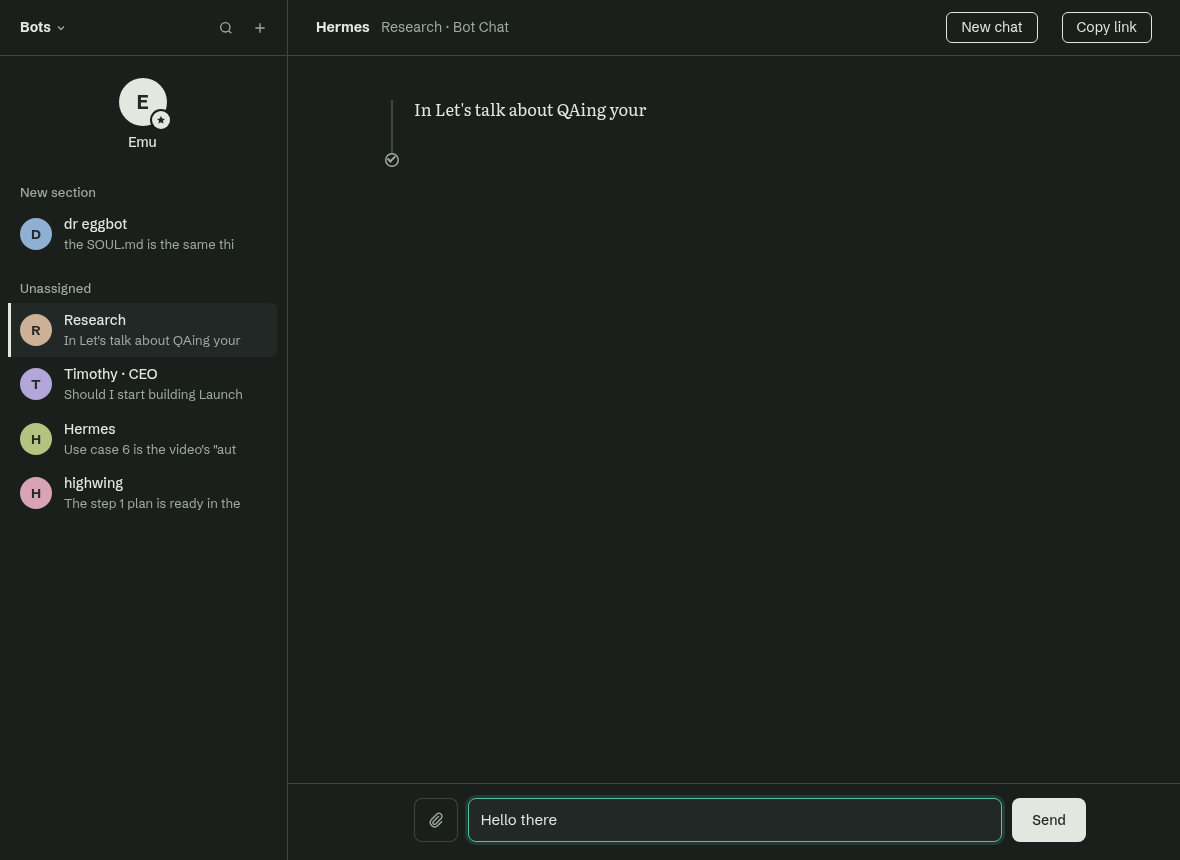 Bots
E
Emu
New section
D
dr eggbot
the SOUL.md is the same thi
Unassigned
R
Research
In Let's talk about QAing your
T
Timothy · CEO
Should I start building Launch
H
Hermes
Use case 6 is the video's "aut
H
highwing
The step 1 plan is ready in the
Hermes Research · Bot Chat
New chat
Copy link
In Let's talk about QAing your
Hello there
Send